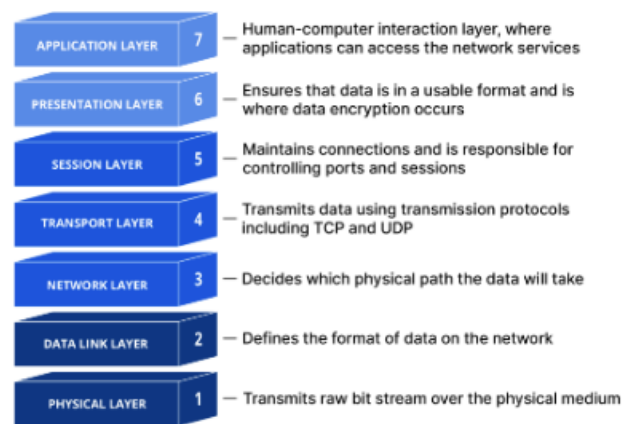 APPLICATION LAYER 7 — Human-computer interaction layer, where
applications can access the network services
PRESENTATION LAYER 6 — Ensures that data is in a usable format and is
where data encryption occurs
SESSION LAYER 5 — Maintains connections and is responsible for
controlling ports and sessions
TRANSPORT LAYER 4 — Transmits data using transmission protocols
including TCP and UDP
NETWORK LAYER 3 — Decides which physical path the data will take
DATA LINK LAYER 2 — Defines the format of data on the network
PHYSICAL LAYER 1 — Transmits raw bit stream over the physical medium